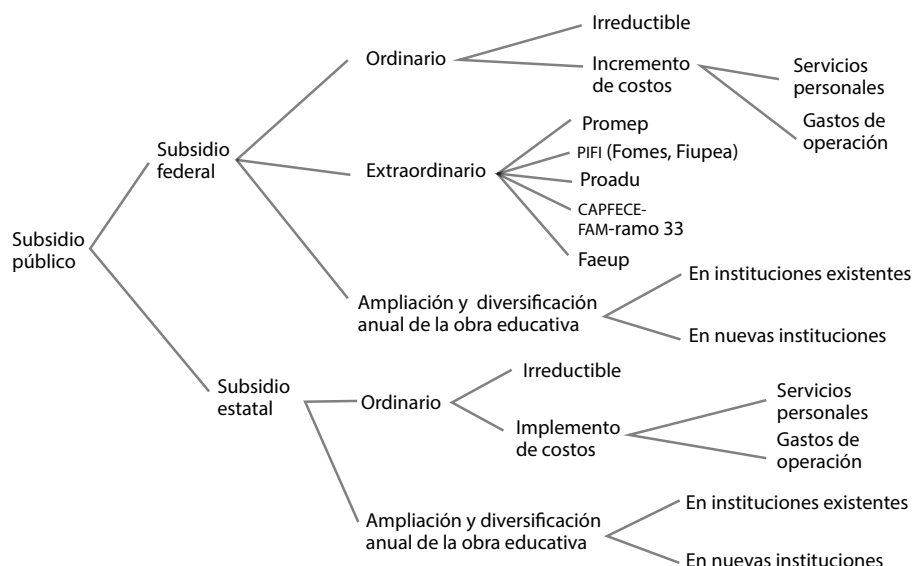 Subsidio
público
Subsidio
federal
Ordinario
Irreductible
Incremento
de costos
Servicios
personales
Gastos de
operación
Extraordinario
Promep
PIFI (Fomes, Fiupea)
Proadu
CAPFECE-
FAM-ramo 33
Faeup
Ampliación y diversificación
anual de la obra educativa
En instituciones existentes
En nuevas instituciones
Subsidio
estatal
Ordinario
Irreductible
Implemento
de costos
Servicios
personales
Gastos de
operación
Ampliación y diversificación
anual de la obra educativa
En instituciones existentes
En nuevas instituciones